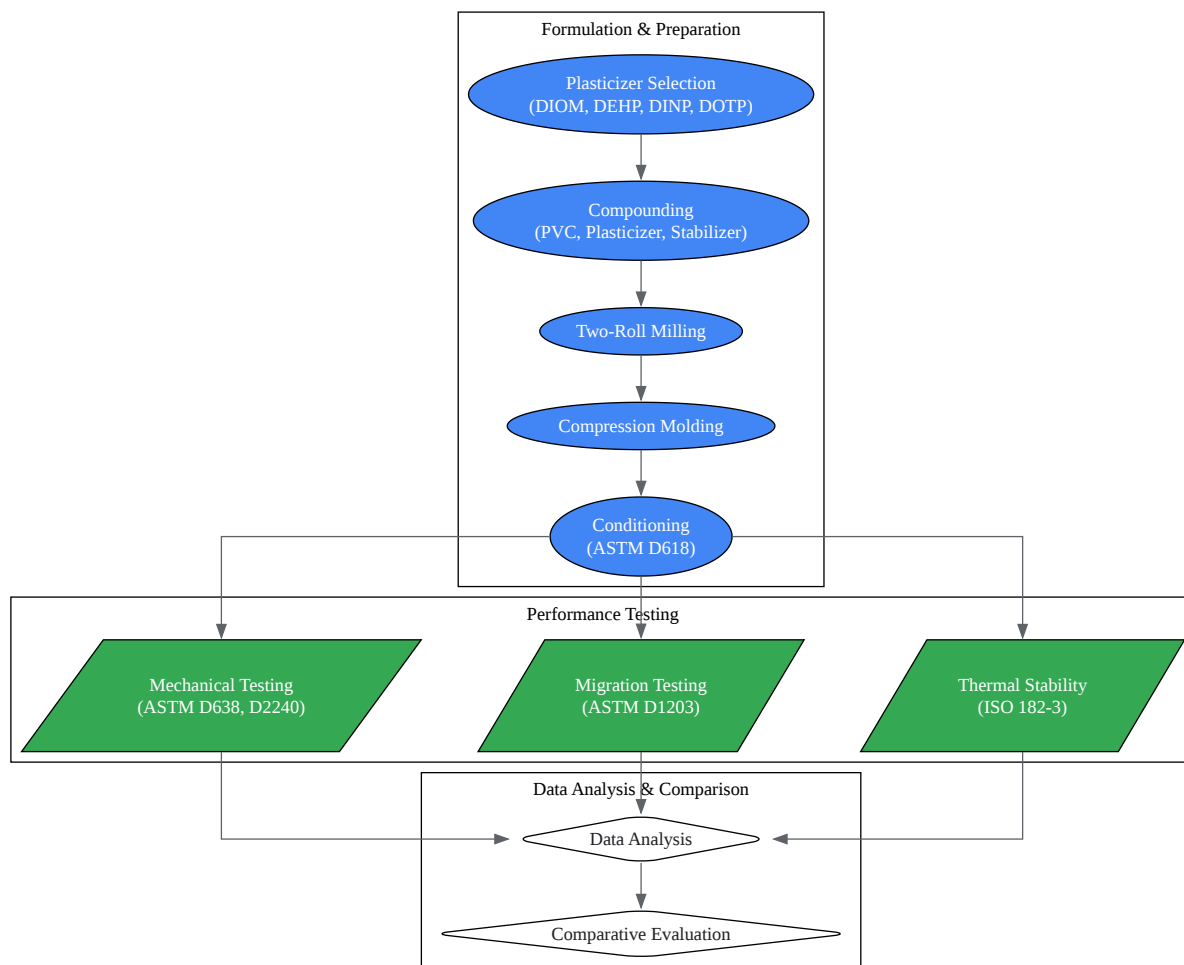 Formulation & Preparation
Plasticizer Selection
(DIOM, DEHP, DINP, DOTP)
Compounding
(PVC, Plasticizer, Stabilizer)
Two-Roll Milling
Compression Molding
Conditioning
(ASTM D618)
Performance Testing
Mechanical Testing
(ASTM D638, D2240)
Migration Testing
(ASTM D1203)
Thermal Stability
(ISO 182-3)
Data Analysis & Comparison
Data Analysis
Comparative Evaluation